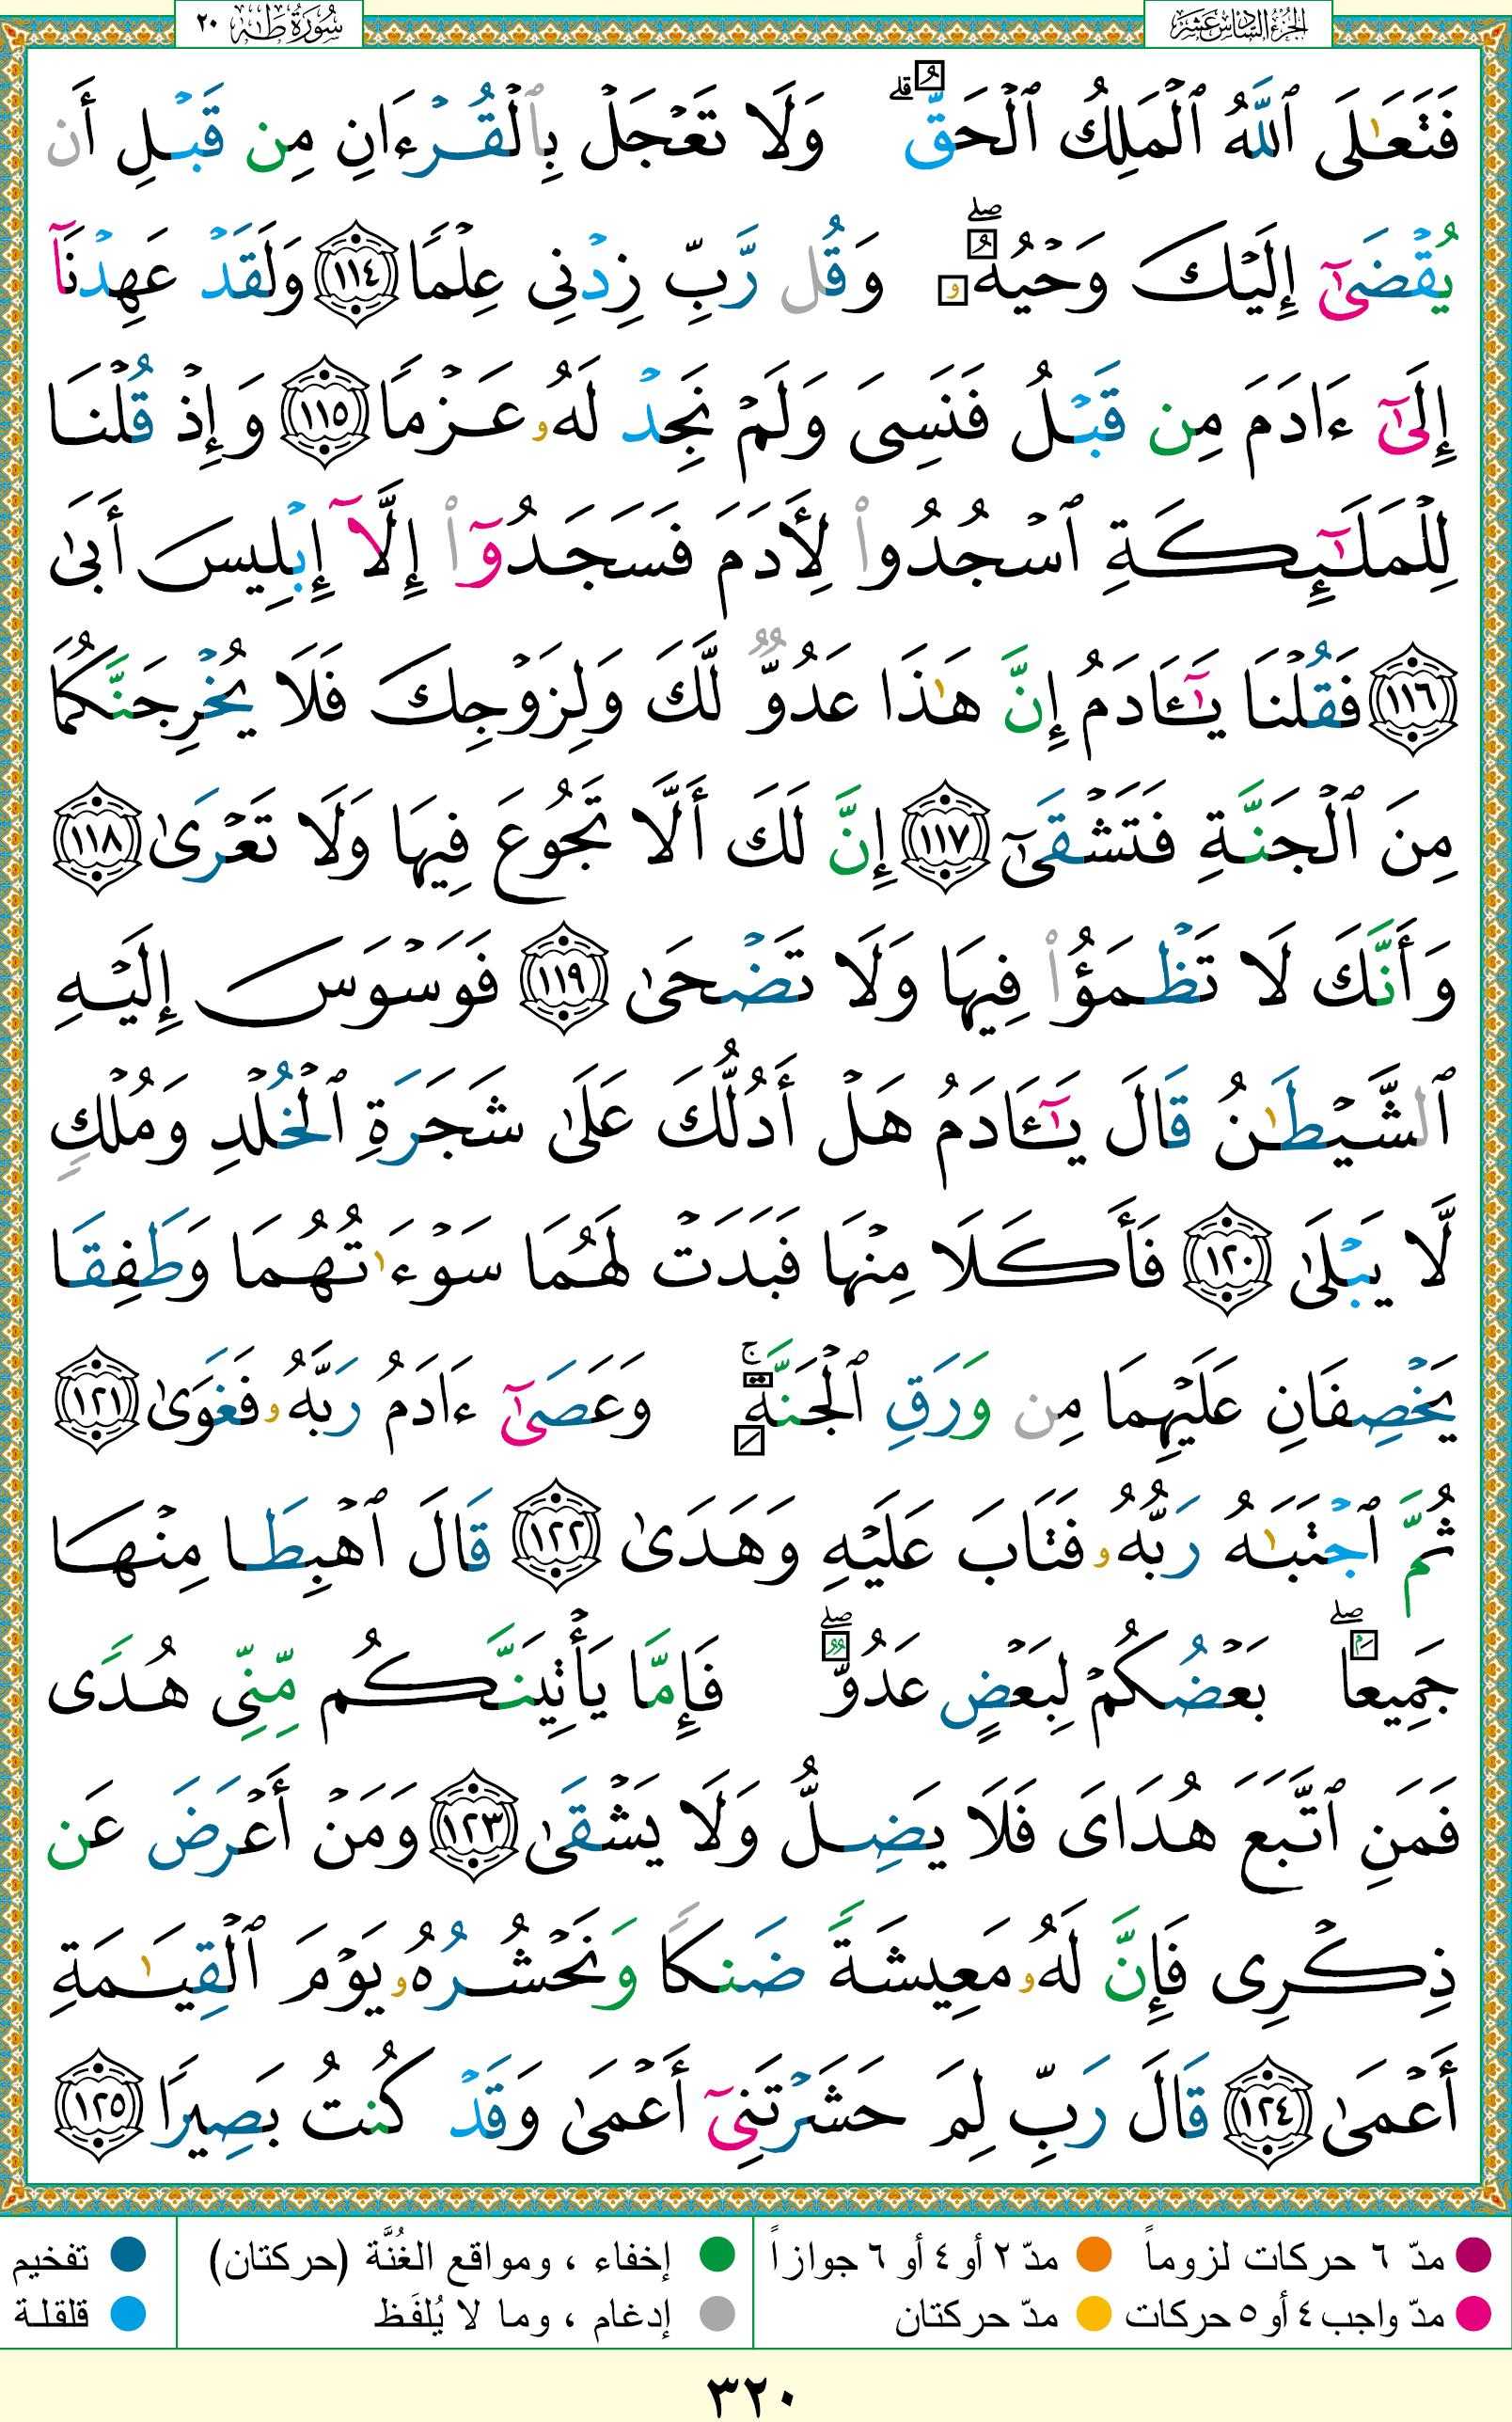 الجزء السادس عشر
سورة طه ٢٠
فَتَعَـٰلَى ٱللَّهُ ٱلۡمَلِكُ ٱلۡحَقُّۗ وَلَا تَعۡجَلۡ بِٱلۡقُرۡءَانِ مِن قَبۡلِ أَن
يُقۡضَىٰٓ إِلَيۡكَ وَحۡيُهُۥۖ وَقُل رَّبِّ زِدۡنِى عِلۡمًا ١١٤ وَلَقَدۡ عَهِدۡنَآ
إِلَىٰٓ ءَادَمَ مِن قَبۡلُ فَنَسِىَ وَلَمۡ نَجِدۡ لَهُۥ عَزۡمًا ١١٥ وَإِذۡ قُلۡنَا
لِلۡمَلَـٰٓئِكَةِ ٱسۡجُدُواْ لِأَدَمَ فَسَجَدُوٓاْ إِلَّآ إِبۡلِيسَ أَبَىٰ
١١٦ فَقُلۡنَا يَـٰٓـَٔادَمُ إِنَّ هَـٰذَا عَدُوٌّ لَّكَ وَلِزَوۡجِكَ فَلَا يُخۡرِجَنَّكُمَا
مِنَ ٱلۡجَنَّةِ فَتَشۡقَىٰٓ ١١٧ إِنَّ لَكَ أَلَّا تَجُوعَ فِيهَا وَلَا تَعۡرَىٰ ١١٨
وَأَنَّكَ لَا تَظۡمَؤُاْ فِيهَا وَلَا تَضۡحَىٰ ١١٩ فَوَسۡوَسَ إِلَيۡهِ
ٱلشَّيۡطَـٰنُ قَالَ يَـٰٓـَٔادَمُ هَلۡ أَدُلُّكَ عَلَىٰ شَجَرَةِ ٱلۡخُلۡدِ وَمُلۡكٍ
لَّا يَبۡلَىٰ ١٢٠ فَأَكَلَا مِنۡهَا فَبَدَتۡ لَهُمَا سَوۡءَٰتُهُمَا وَطَفِقَا
يَخۡصِفَانِ عَلَيۡهِمَا مِن وَرَقِ ٱلۡجَنَّةِۚ وَعَصَىٰٓ ءَادَمُ رَبَّهُۥ فَغَوَىٰ ١٢١
ثُمَّ ٱجۡتَبَـٰهُ رَبُّهُۥ فَتَابَ عَلَيۡهِ وَهَدَىٰ ١٢٢ قَالَ ٱهۡبِطَا مِنۡهَا
جَمِيعَۢاۖ بَعۡضُكُمۡ لِبَعۡضٍ عَدُوٌّۖ فَإِمَّا يَأۡتِيَنَّكُم مِّنِّى هُدًى
فَمَنِ ٱتَّبَعَ هُدَاىَ فَلَا يَضِلُّ وَلَا يَشۡقَىٰ ١٢٣ وَمَنۡ أَعۡرَضَ عَن
ذِكۡرِى فَإِنَّ لَهُۥ مَعِيشَةً ضَنكًا وَنَحۡشُرُهُۥ يَوۡمَ ٱلۡقِيَـٰمَةِ
أَعۡمَىٰ ١٢٤ قَالَ رَبِّ لِمَ حَشَرۡتَنِىٓ أَعۡمَىٰ وَقَدۡ كُنتُ بَصِيرًا ١٢٥
مدّ ٦ حركات لزوماً مدّ ٢ أو ٤ أو ٦ جوازاً إخفاء ، ومواقع الغُنَّة (حركتان) تفخيم
مدّ واجب ٤ أو ٥ حركات مدّ حركتان إدغام ، وما لا يُلفَظ قلقلة
٣٢٠